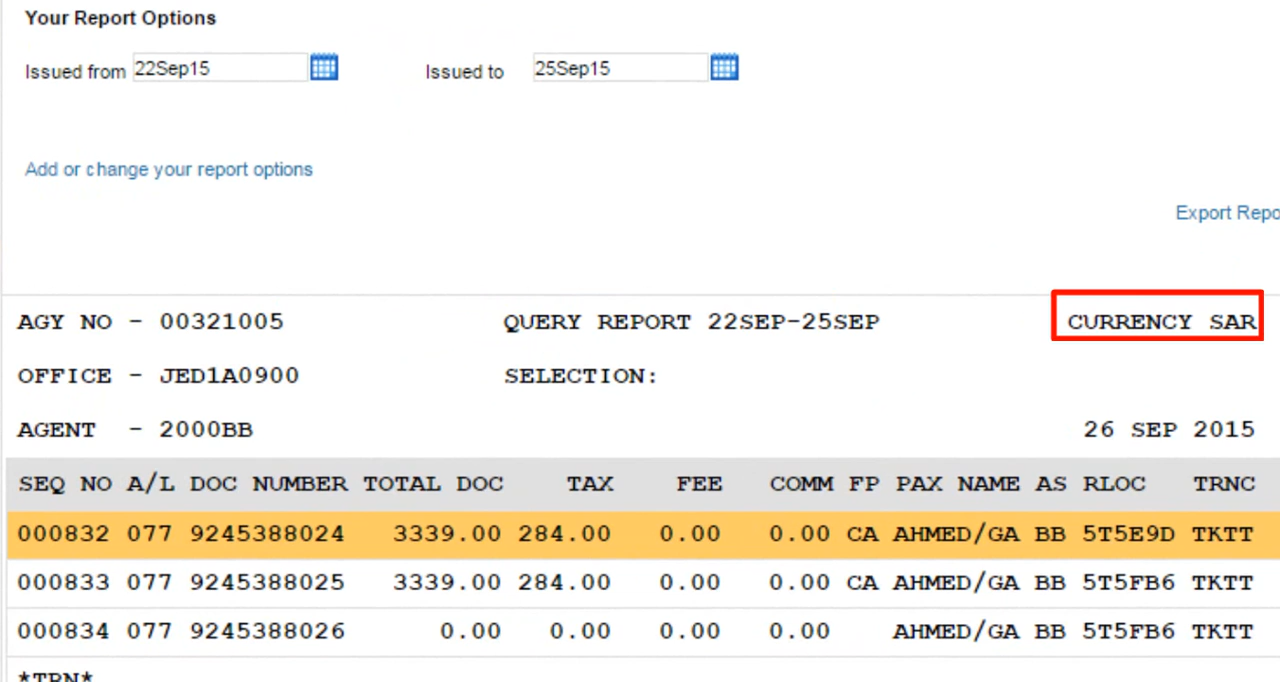 Your Report Options
Issued from 22Sep15 Issued to 25Sep15
Add or change your report options
Export Repo
AGY NO - 00321005 QUERY REPORT 22SEP-25SEP CURRENCY SAR
OFFICE - JED1A0900 SELECTION:
AGENT - 2000BB 26 SEP 2015
SEQ NO A/L DOC NUMBER TOTAL DOC TAX FEE COMM FP PAX NAME AS RLOC TRNC
000832 077 9245388024 3339.00 284.00 0.00 0.00 CA AHMED/GA BB 5T5E9D TKTT
000833 077 9245388025 3339.00 284.00 0.00 0.00 CA AHMED/GA BB 5T5FB6 TKTT
000834 077 9245388026 0.00 0.00 0.00 0.00 AHMED/GA BB 5T5FB6 TKTT
*TRN*